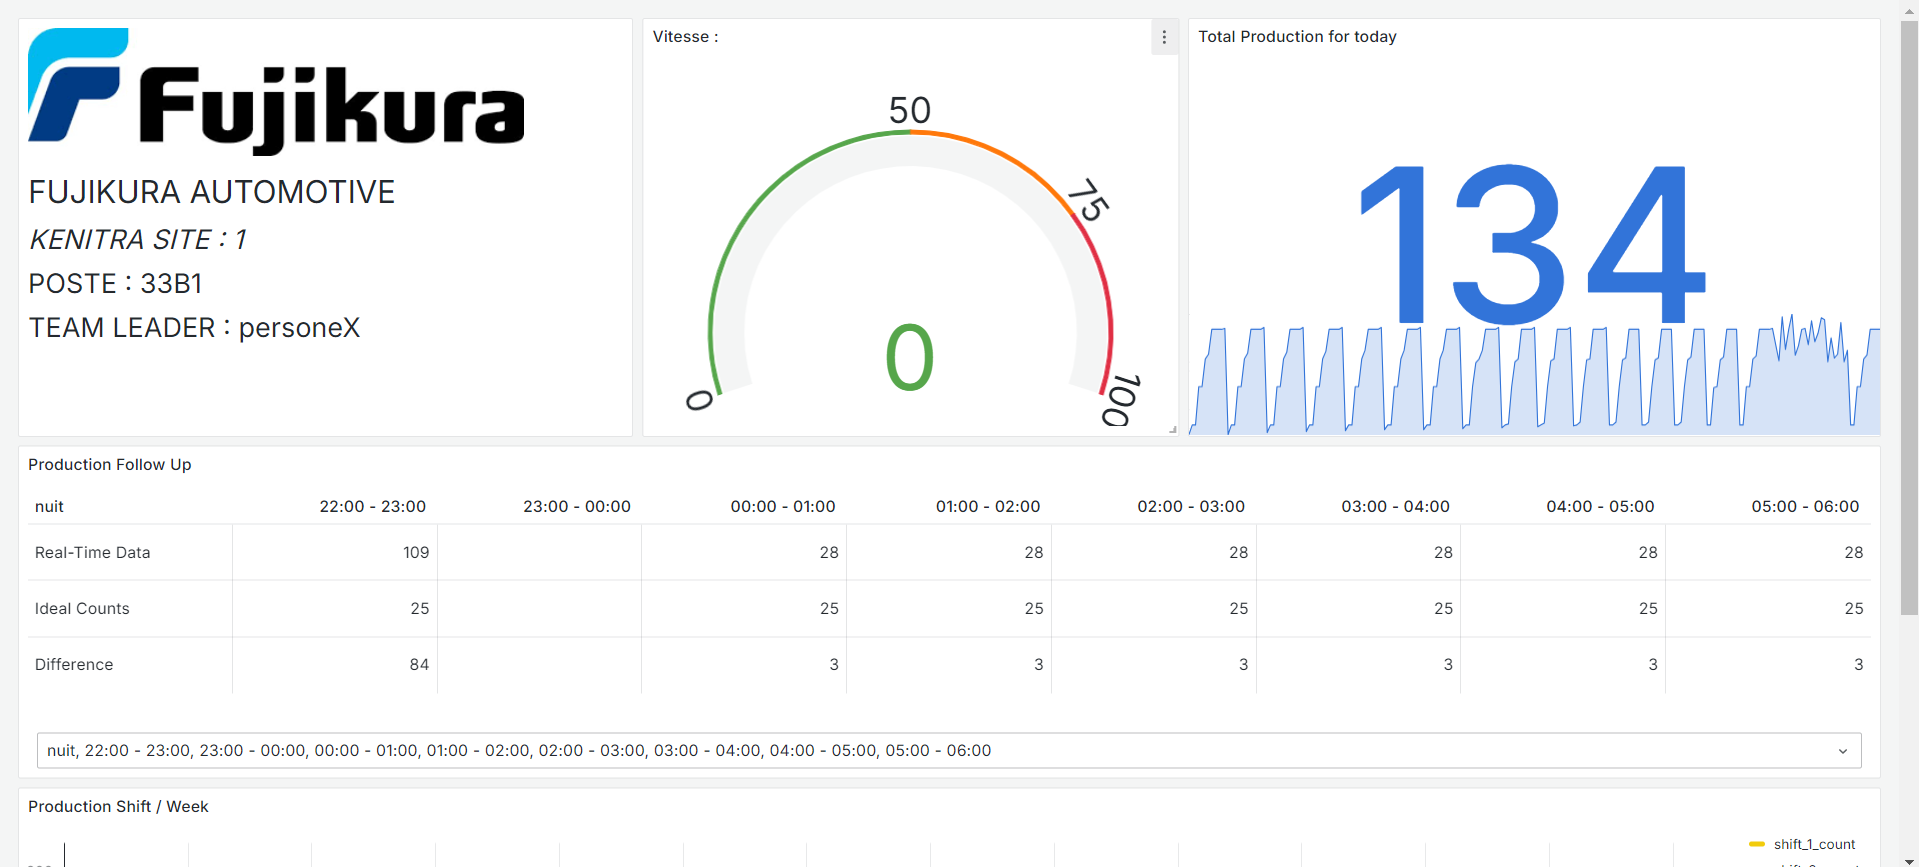 Fujikura
FUJIKURA AUTOMOTIVE
KENITRA SITE : 1
POSTE : 33B1
TEAM LEADER : personeX
Vitesse :
0
50
75
100
0
Total Production for today
134
Production Follow Up
nuit 22:00 - 23:00 23:00 - 00:00 00:00 - 01:00 01:00 - 02:00 02:00 - 03:00 03:00 - 04:00 04:00 - 05:00 05:00 - 06:00
Real-Time Data 109 28 28 28 28 28 28
Ideal Counts 25 25 25 25 25 25 25
Difference 84 3 3 3 3 3 3
nuit, 22:00 - 23:00, 23:00 - 00:00, 00:00 - 01:00, 01:00 - 02:00, 02:00 - 03:00, 03:00 - 04:00, 04:00 - 05:00, 05:00 - 06:00
Production Shift / Week
shift_1_count